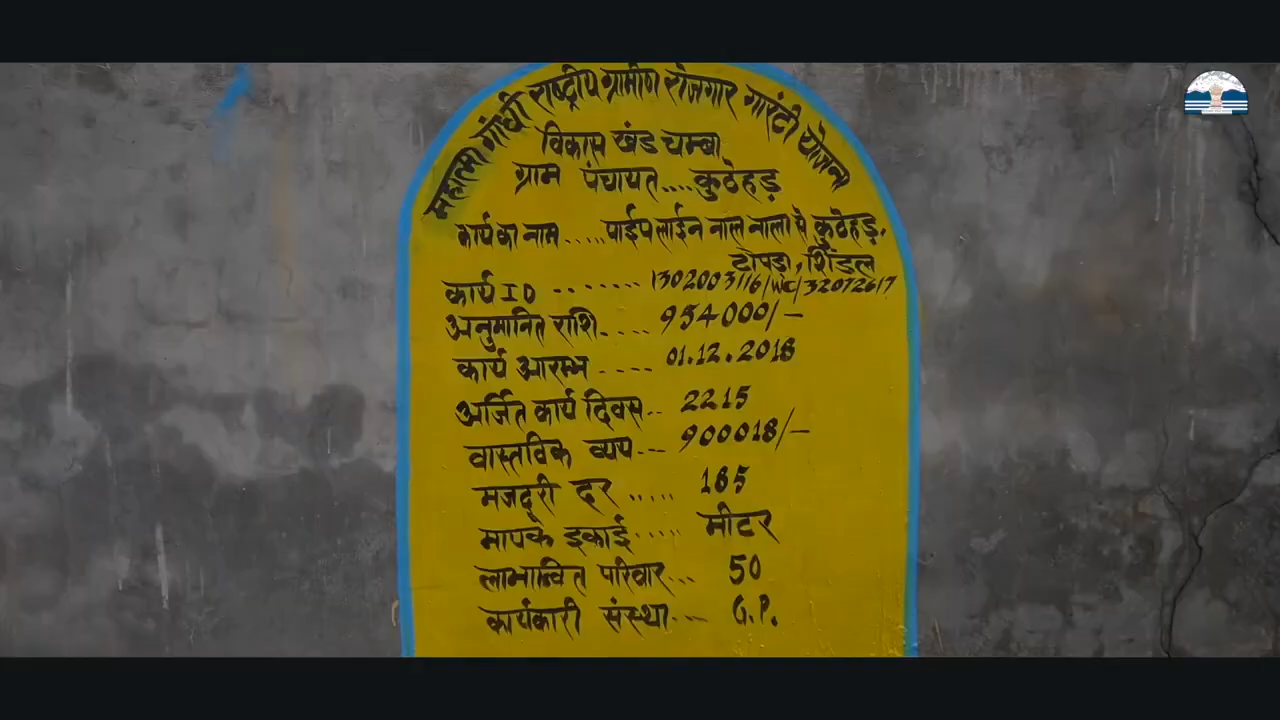 महात्मा गांधी राष्ट्रीय ग्रामीण रोजगार गारंटी योजना
विकास खंड चम्बा
ग्राम पंचायत.... कुठेहड़
कार्य का नाम ..... पाईप लाईन नाल नाला से कुठेहड़,
टोपड़ा, शिंडल
कार्य ID ........ 1302003116/WC/32072617
अनुमानित राशि..... 954000/-
कार्य आरम्भ .... 01.12.2018
अर्जित कार्य दिवस.. 2215
वास्तविक व्यय... 900018/-
मजदूरी दर ..... 185
मापके इकाई..... मीटर
लाभान्वित परिवार... 50
कार्यकारी संस्था.... G.P.